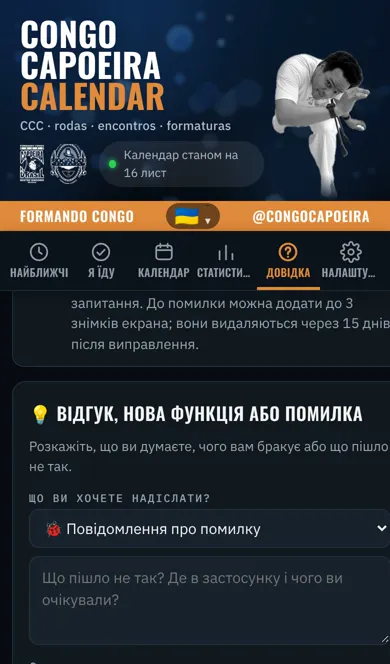 CONGO
CAPOEIRA
CALENDAR
CCC · rodas · encontros · formaturas
Календар станом на
16 лист
FORMANDO CONGO
@CONGOCAPOEIRA
НАЙБЛИЖЧІ Я ЇДУ КАЛЕНДАР СТАТИСТИ... ДОВІДКА НАЛАШТУ...
запитання. До помилки можна додати до 3
знімків екрана; вони видаляються через 15 днів
після виправлення.
💡 ВІДГУК, НОВА ФУНКЦІЯ АБО ПОМИЛКА
Розкажіть, що ви думаєте, чого вам бракує або що пішло
не так.
ЩО ВИ ХОЧЕТЕ НАДІСЛАТИ?
🐞 Повідомлення про помилку
Що пішло не так? Де в застосунку і чого ви
очікували?